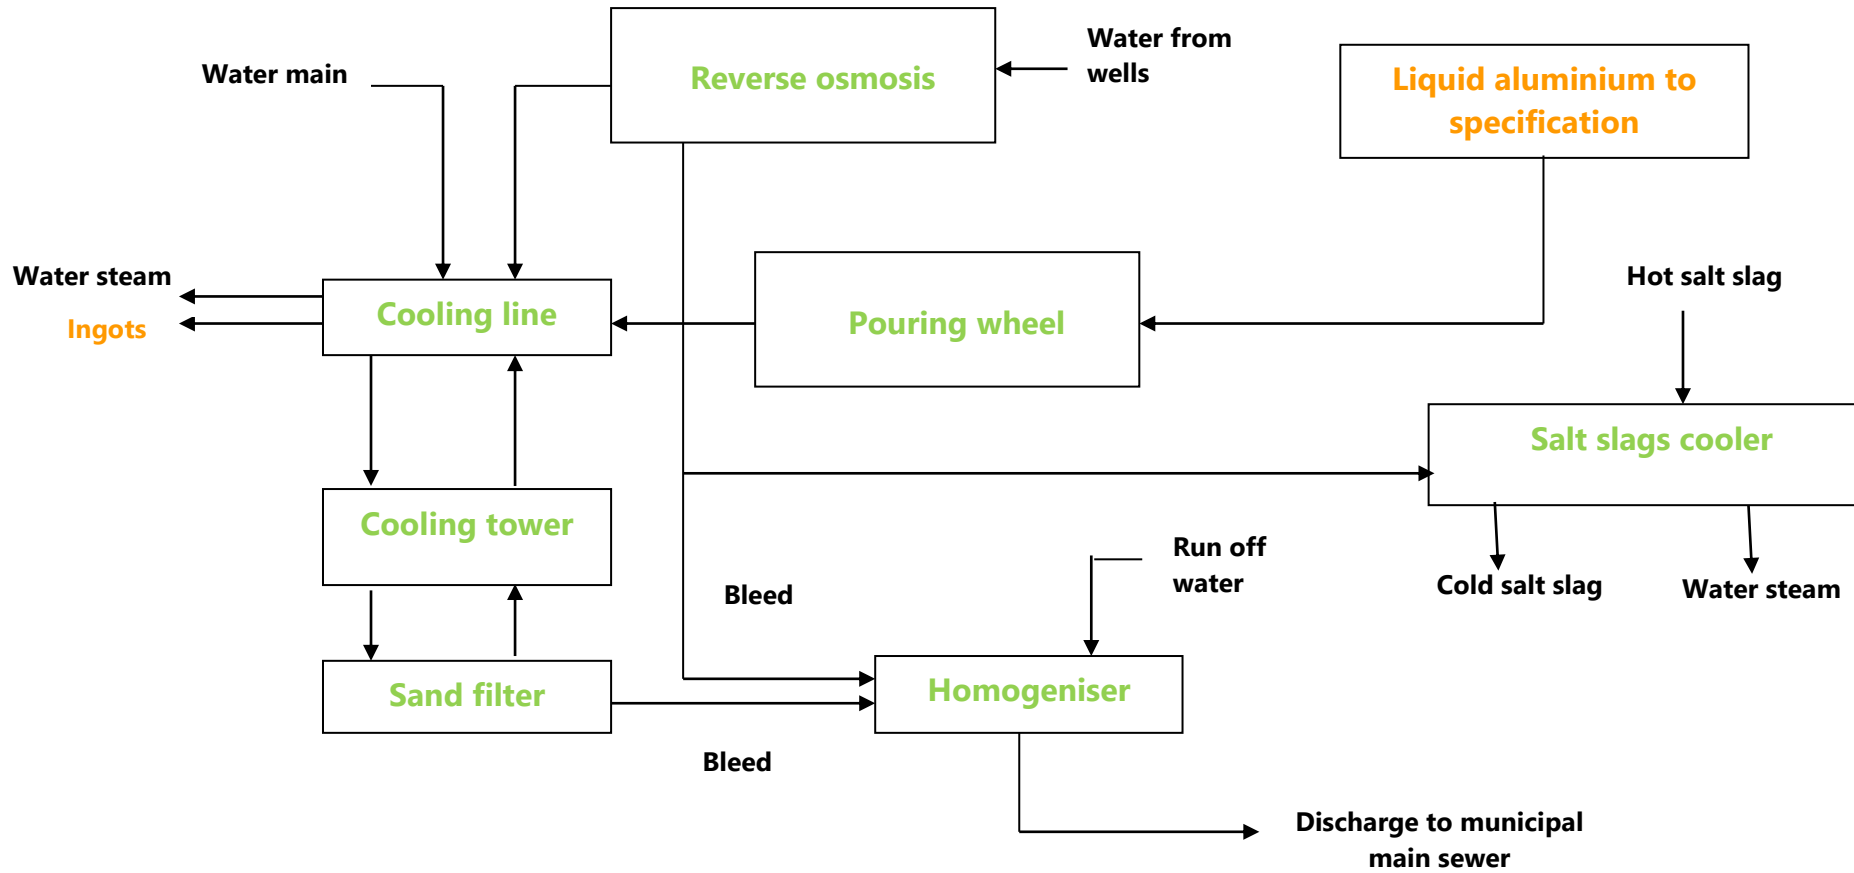 Water main
Reverse osmosis
Water from
wells
Liquid aluminium to
specification
Water steam
Ingots
Cooling line
Pouring wheel
Hot salt slag
Salt slags cooler
Cooling tower
Run off
water
Bleed
Cold salt slag
Water steam
Sand filter
Homogeniser
Bleed
Discharge to municipal
main sewer